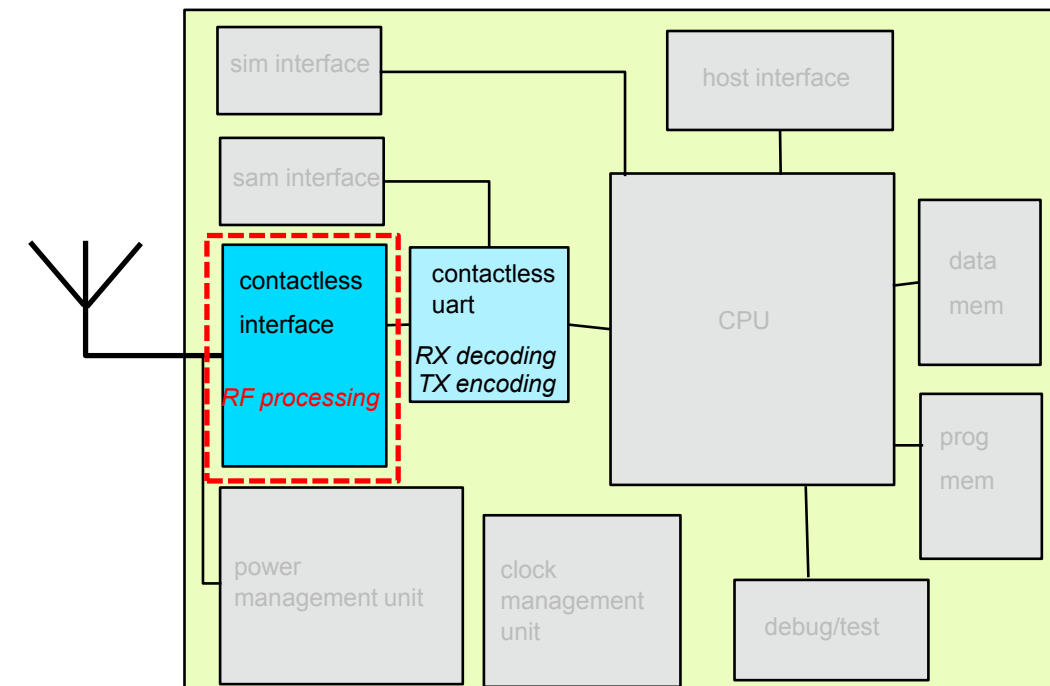 sim interface
host interface
sam interface
contactless
interface
RF processing
contactless
uart
RX decoding
TX encoding
CPU
data
mem
prog
mem
power
management unit
clock
management
unit
debug/test